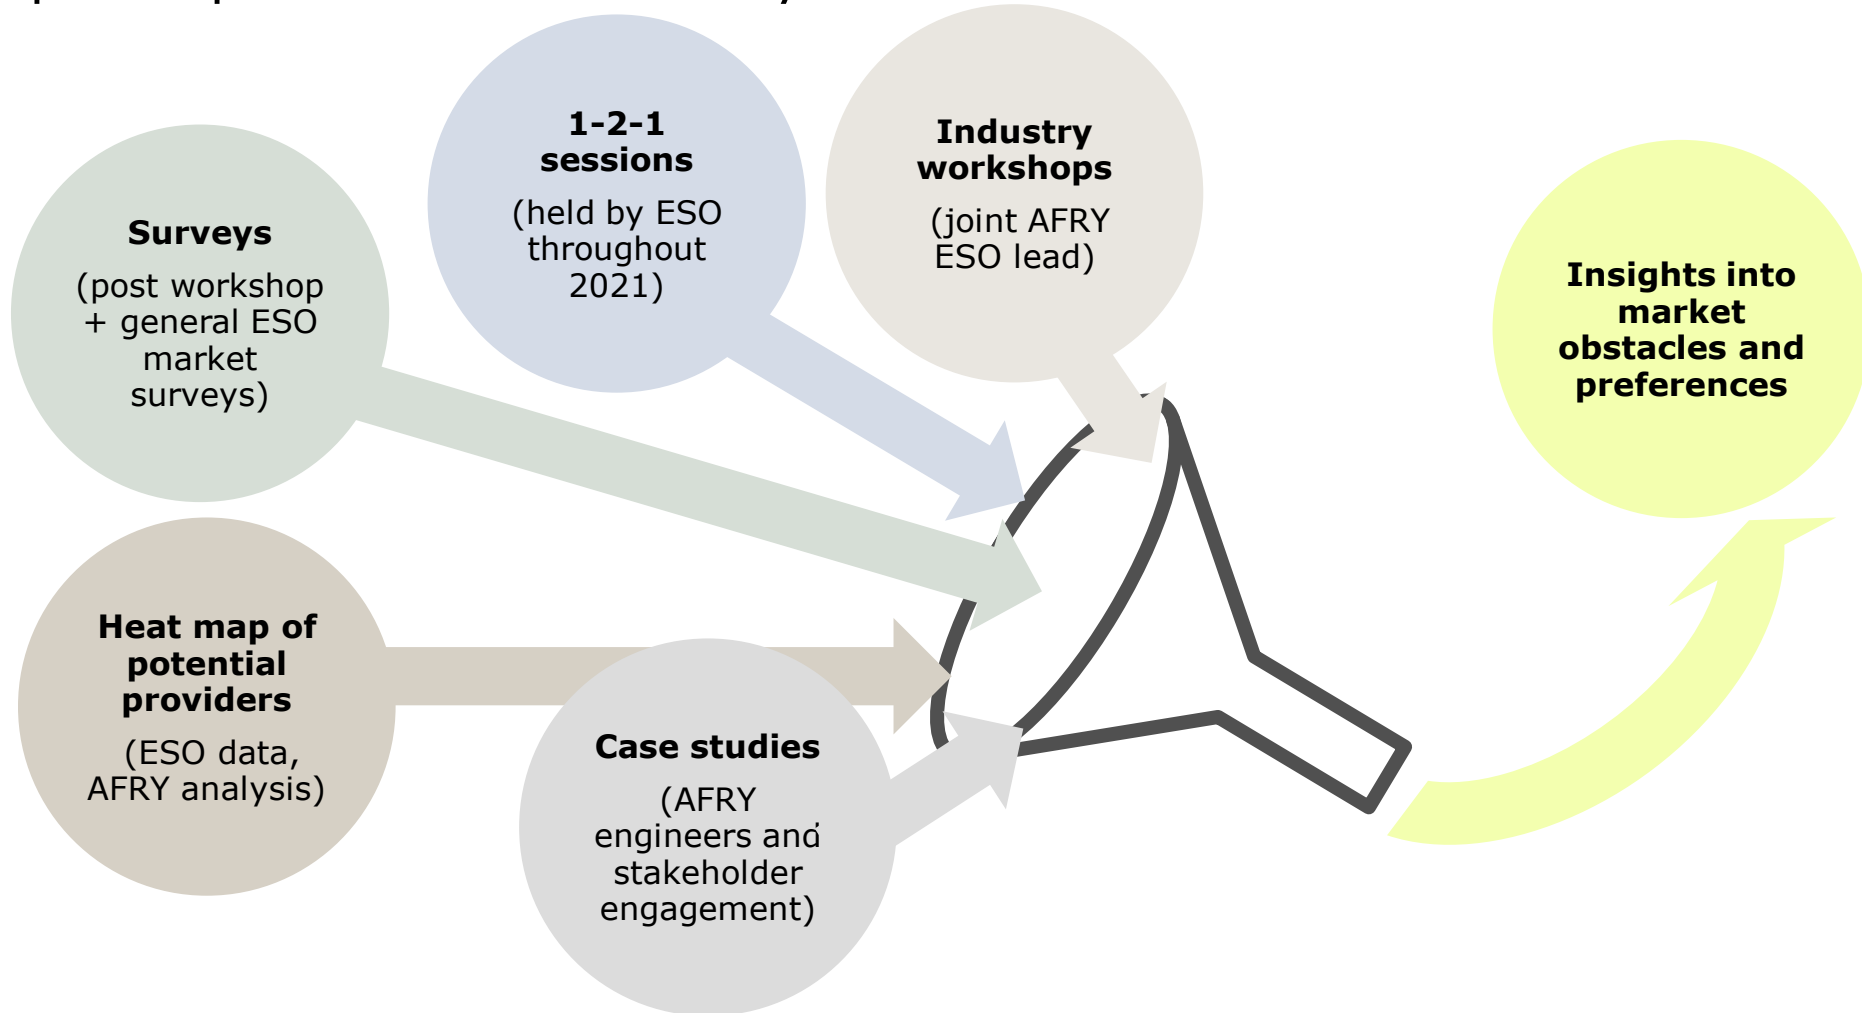 1-2-1
sessions
(held by ESO
throughout
2021)
Industry
workshops
(joint AFRY
ESO lead)
Surveys
(post workshop
+ general ESO
market
surveys)
Insights into
market
obstacles and
preferences
Heat map of
potential
providers
(ESO data,
AFRY analysis)
Case studies
(AFRY
engineers and
stakeholder
engagement)